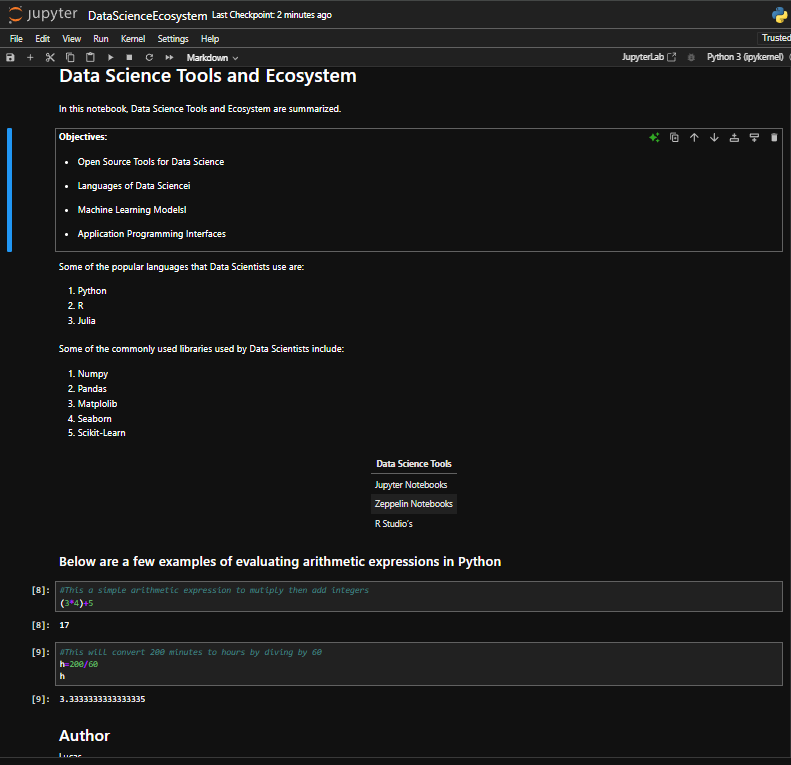 jupyter DataScienceEcosystem Last Checkpoint: 2 minutes ago
File Edit View Run Kernel Settings Help Trusted
Markdown JupyterLab Python 3 (ipykernel)
Data Science Tools and Ecosystem
In this notebook, Data Science Tools and Ecosystem are summarized.
Objectives:
• Open Source Tools for Data Science
• Languages of Data Sciencei
• Machine Learning Modelsl
• Application Programming Interfaces
Some of the popular languages that Data Scientists use are:
1. Python
2. R
3. Julia
Some of the commonly used libraries used by Data Scientists include:
1. Numpy
2. Pandas
3. Matplolib
4. Seaborn
5. Scikit-Learn
Data Science Tools
Jupyter Notebooks
Zeppelin Notebooks
R Studio's
Below are a few examples of evaluating arithmetic expressions in Python
[8]: #This a simple arithmetic expression to mutiply then add integers
(3*4)+5
[8]: 17
[9]: #This will convert 200 minutes to hours by diving by 60
h=200/60
h
[9]: 3.3333333333333335
Author
Lucas